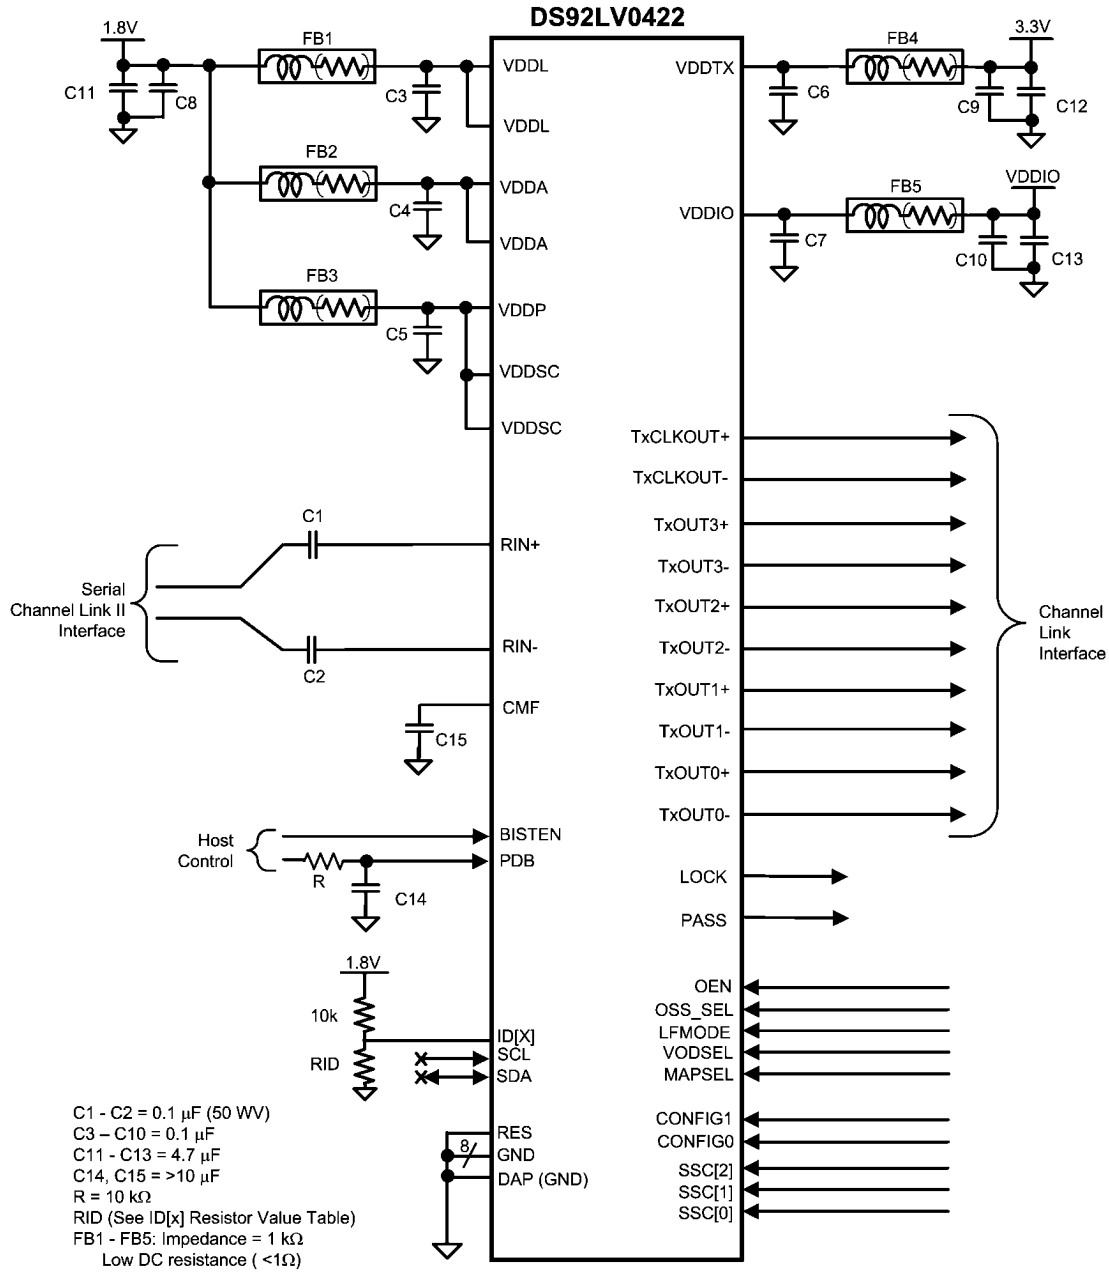 DS92LV0422
1.8V
FB1
VDDL
C11
C8
C3
VDDL
FB2
VDDA
C4
VDDA
FB3
VDDP
C5
VDDSC
VDDSC
VDDTX
FB4
3.3V
C6
C9
C12
VDDIO
FB5
VDDIO
C7
C10
C13
C1
RIN+
Serial
Channel Link II
Interface
RIN-
C2
CMF
C15
TxCLKOUT+
TxCLKOUT-
TxOUT3+
TxOUT3-
TxOUT2+
TxOUT2-
TxOUT1+
TxOUT1-
TxOUT0+
TxOUT0-
Channel
Link
Interface
Host
Control
BISTEN
PDB
R
C14
LOCK
PASS
1.8V
10k
ID[X]
RID
SCL
SDA
OEN
OSS_SEL
LFMODE
VODSEL
MAPSEL
CONFIG1
CONFIG0
SSC[2]
SSC[1]
SSC[0]
RES
8
GND
DAP (GND)
C1 - C2 = 0.1 μF (50 WV)
C3 – C10 = 0.1 μF
C11 - C13 = 4.7 μF
C14, C15 = >10 μF
R = 10 kΩ
RID (See ID[x] Resistor Value Table)
FB1 - FB5: Impedance = 1 kΩ
Low DC resistance ( <1Ω)